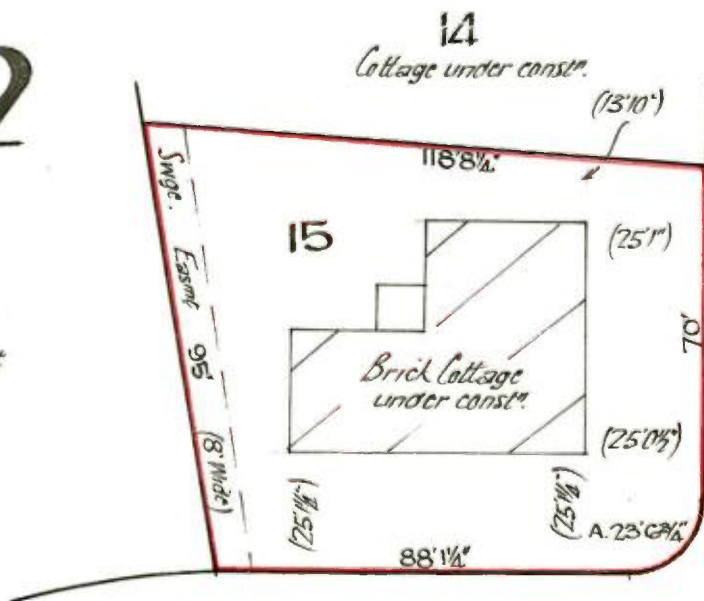 2
14
Cottage under constn.
(13'10")
118'8¼"
Swge.
Easmt
95'
(8'Wide)
15
(25'1")
70'
Brick Cottage
under constn.
(25'0½")
(25'1½")
(25'1½")
A. 23'6¾"
88'1¼"